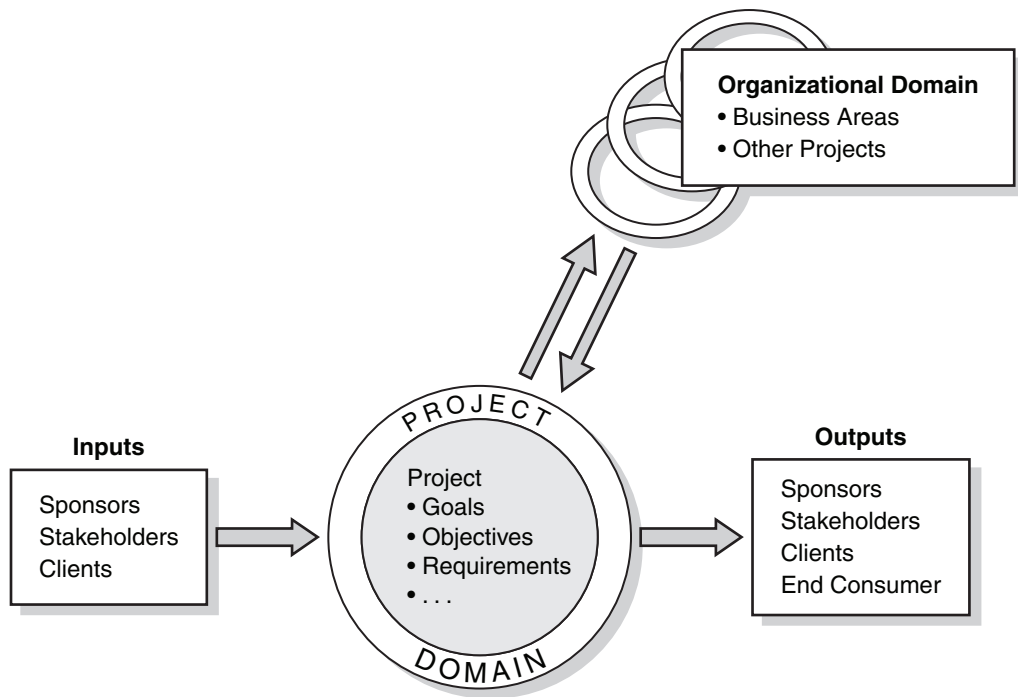 Organizational Domain
• Business Areas
• Other Projects
Inputs
Sponsors
Stakeholders
Clients
PROJECT
Project
• Goals
• Objectives
• Requirements
• . . .
DOMAIN
Outputs
Sponsors
Stakeholders
Clients
End Consumer